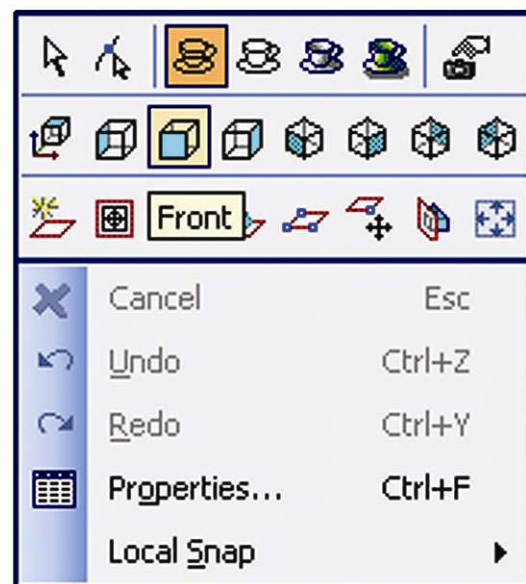 Front
Cancel Esc
Undo Ctrl+Z
Redo Ctrl+Y
Properties... Ctrl+F
Local Snap